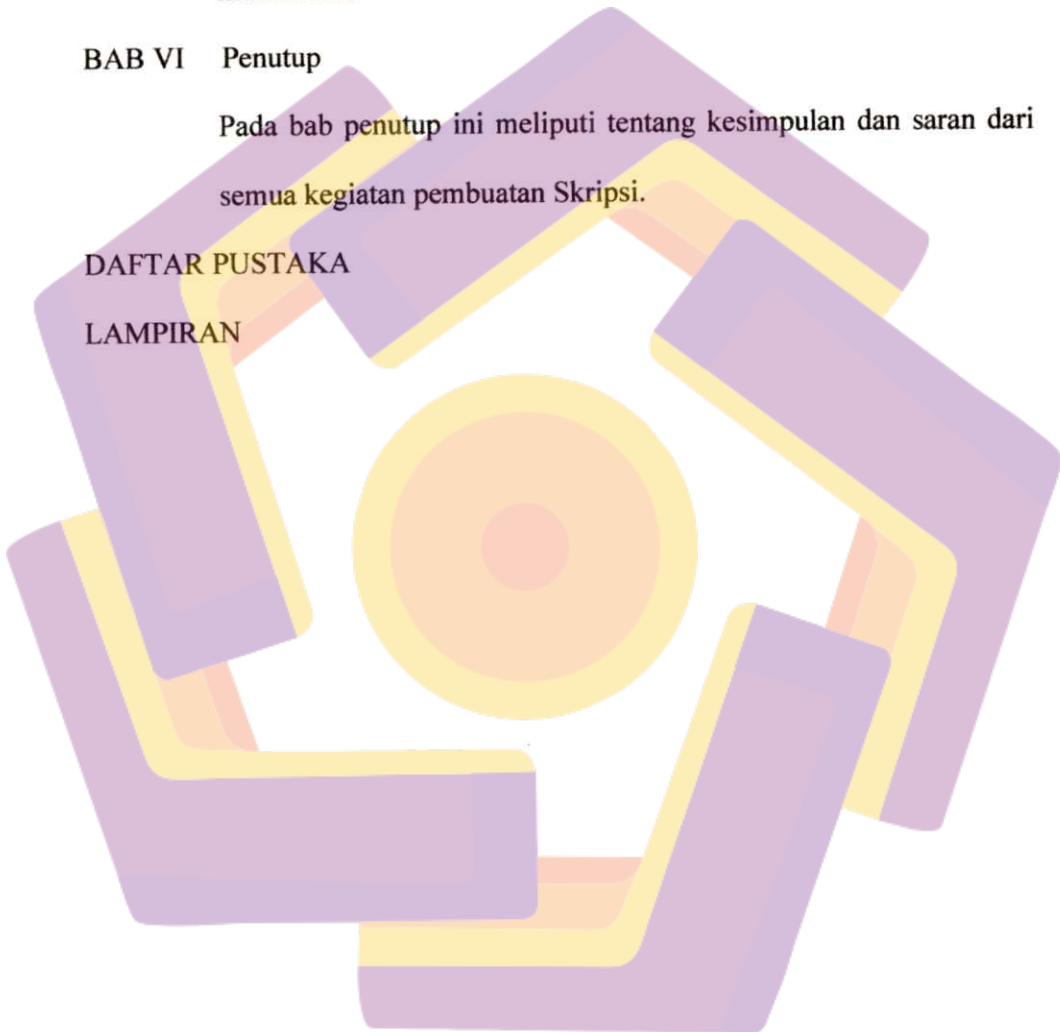 BAB VI Penutup
Pada bab penutup ini meliputi tentang kesimpulan dan saran dari
semua kegiatan pembuatan Skripsi.
DAFTAR PUSTAKA
LAMPIRAN